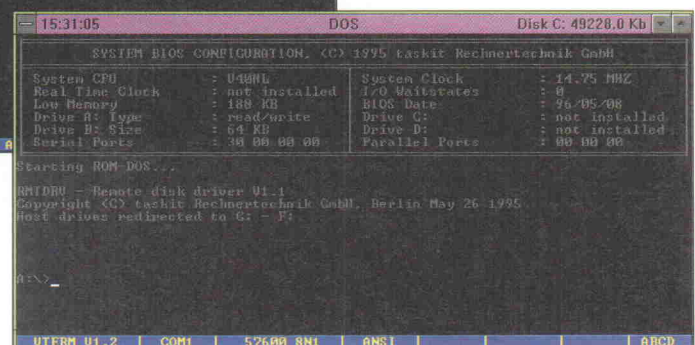 15:31:05 DOS Disk C: 49228.0 Kb
SYSTEM BIOS CONFIGURATION, (C) 1995 taskit Rechnertechnik GmbH
System CPU : V40HL System Clock : 14.75 MHZ
Real Time Clock : not installed I/O Waitstates : 0
Low Memory : 188 KB BIOS Date : 96/05/08
Drive A: Type : read/write Drive C: : not installed
Drive B: Size : 64 KB Drive D: : not installed
Serial Ports : 30 00 00 00 Parallel Ports : 00 00 00
A
Starting ROM-DOS...
RMTDRV - Remote disk driver V1.1
Copyright (C) taskit Rechnertechnik GmbH, Berlin May 26 1995
Host drives redirected to C: - F:
A:\>_
VTERM V1.2 | COM1 | 57600 8N1 | ANSI | | | | ABCD